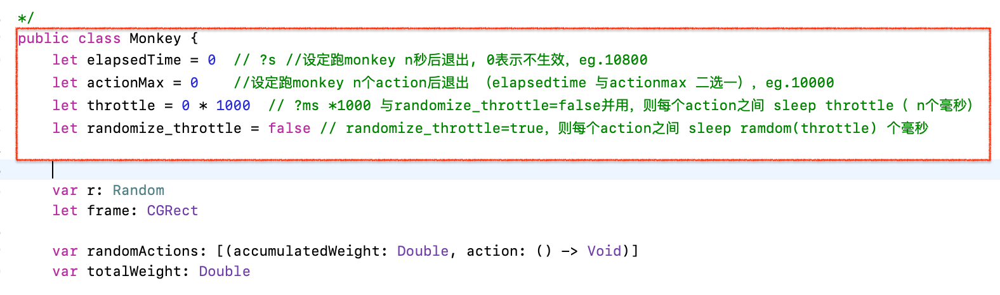 */
public class Monkey {
let elapsedTime = 0  // ?s //设定跑monkey n秒后退出, 0表示不生效，eg.10800
let actionMax = 0    //设定跑monkey n个action后退出 （elapsedtime 与actionmax 二选一），eg.10000
let throttle = 0 * 1000  // ?ms *1000 与randomize_throttle=false并用，则每个action之间 sleep throttle（ n个毫秒）
let randomize_throttle = false // randomize_throttle=true，则每个action之间 sleep ramdom(throttle) 个毫秒
var r: Random
let frame: CGRect
var randomActions: [(accumulatedWeight: Double, action: () -> Void)]
var totalWeight: Double